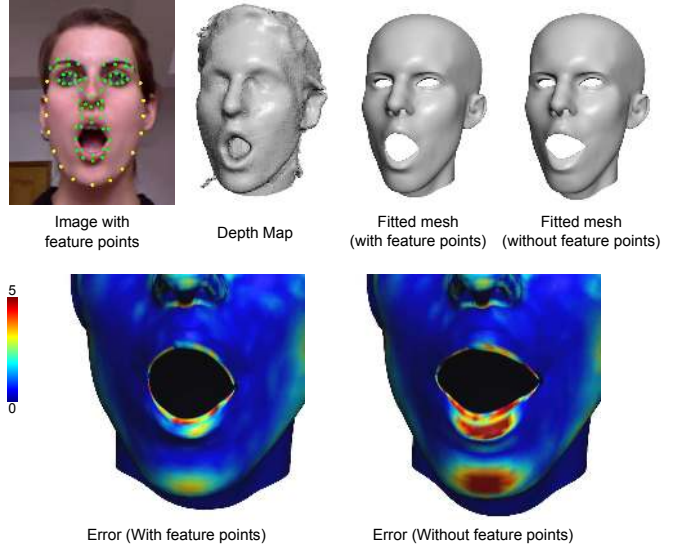 Image with
feature points
Depth Map
Fitted mesh
(with feature points)
Fitted mesh
(without feature points)
5
0
Error (With feature points)
Error (Without feature points)